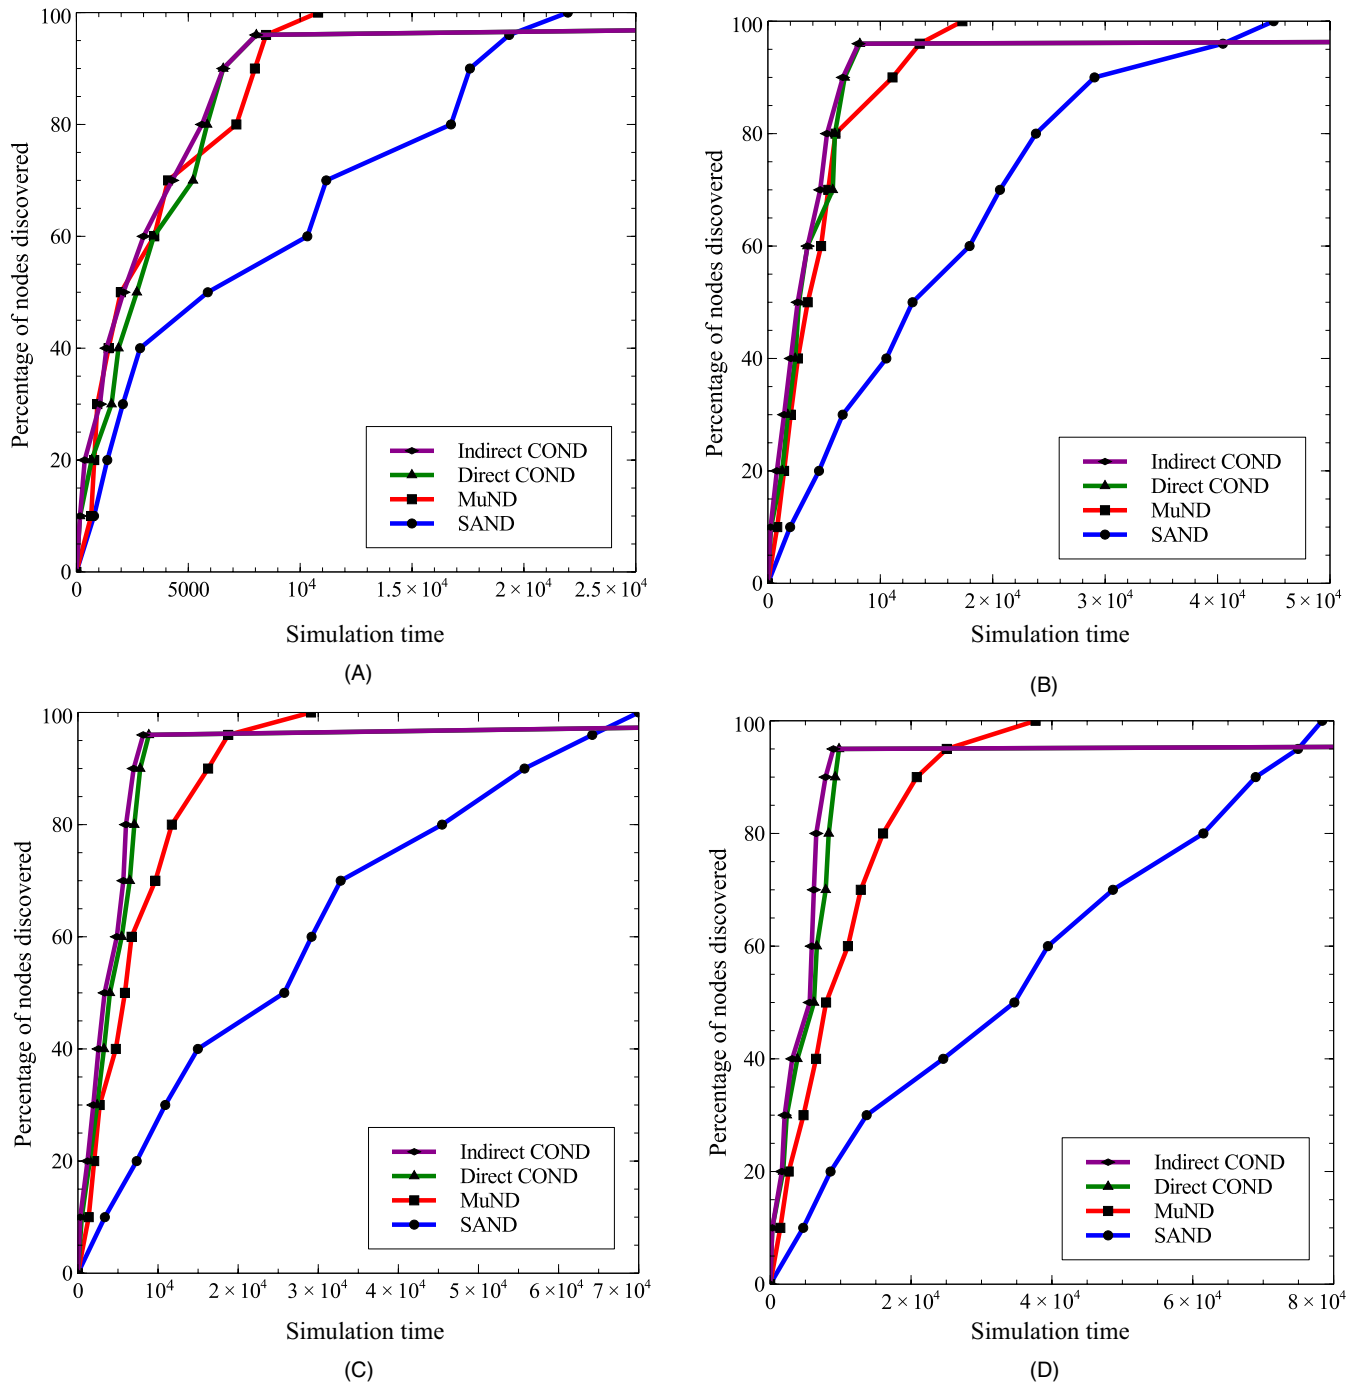 100
80
60
40
20
0
Percentage of nodes discovered
Indirect COND
Direct COND
MuND
SAND
0 5000 10⁴ 1.5 × 10⁴ 2 × 10⁴ 2.5 × 10⁴
Simulation time
(A)
100
80
60
40
20
0
Percentage of nodes discovered
Indirect COND
Direct COND
MuND
SAND
0 10⁴ 2 × 10⁴ 3 × 10⁴ 4 × 10⁴ 5 × 10⁴
Simulation time
(B)
100
80
60
40
20
0
Percentage of nodes discovered
Indirect COND
Direct COND
MuND
SAND
0 10⁴ 2 × 10⁴ 3 × 10⁴ 4 × 10⁴ 5 × 10⁴ 6 × 10⁴ 7 × 10⁴
Simulation time
(C)
100
80
60
40
20
0
Percentage of nodes discovered
Indirect COND
Direct COND
MuND
SAND
0 2 × 10⁴ 4 × 10⁴ 6 × 10⁴ 8 × 10⁴
Simulation time
(D)